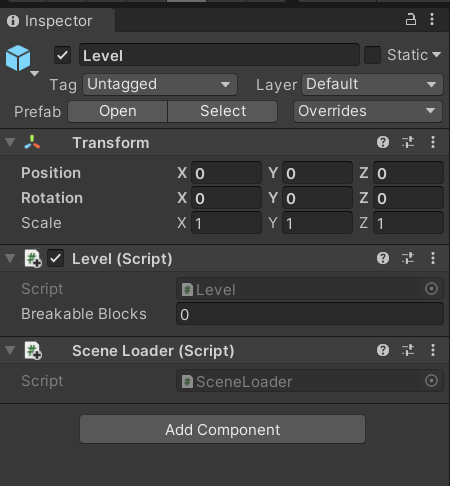 Inspector
Level Static
Tag Untagged Layer Default
Prefab Open Select Overrides
Transform
Position X 0 Y 0 Z 0
Rotation X 0 Y 0 Z 0
Scale X 1 Y 1 Z 1
# Level (Script)
Script # Level
Breakable Blocks 0
# Scene Loader (Script)
Script # SceneLoader
Add Component